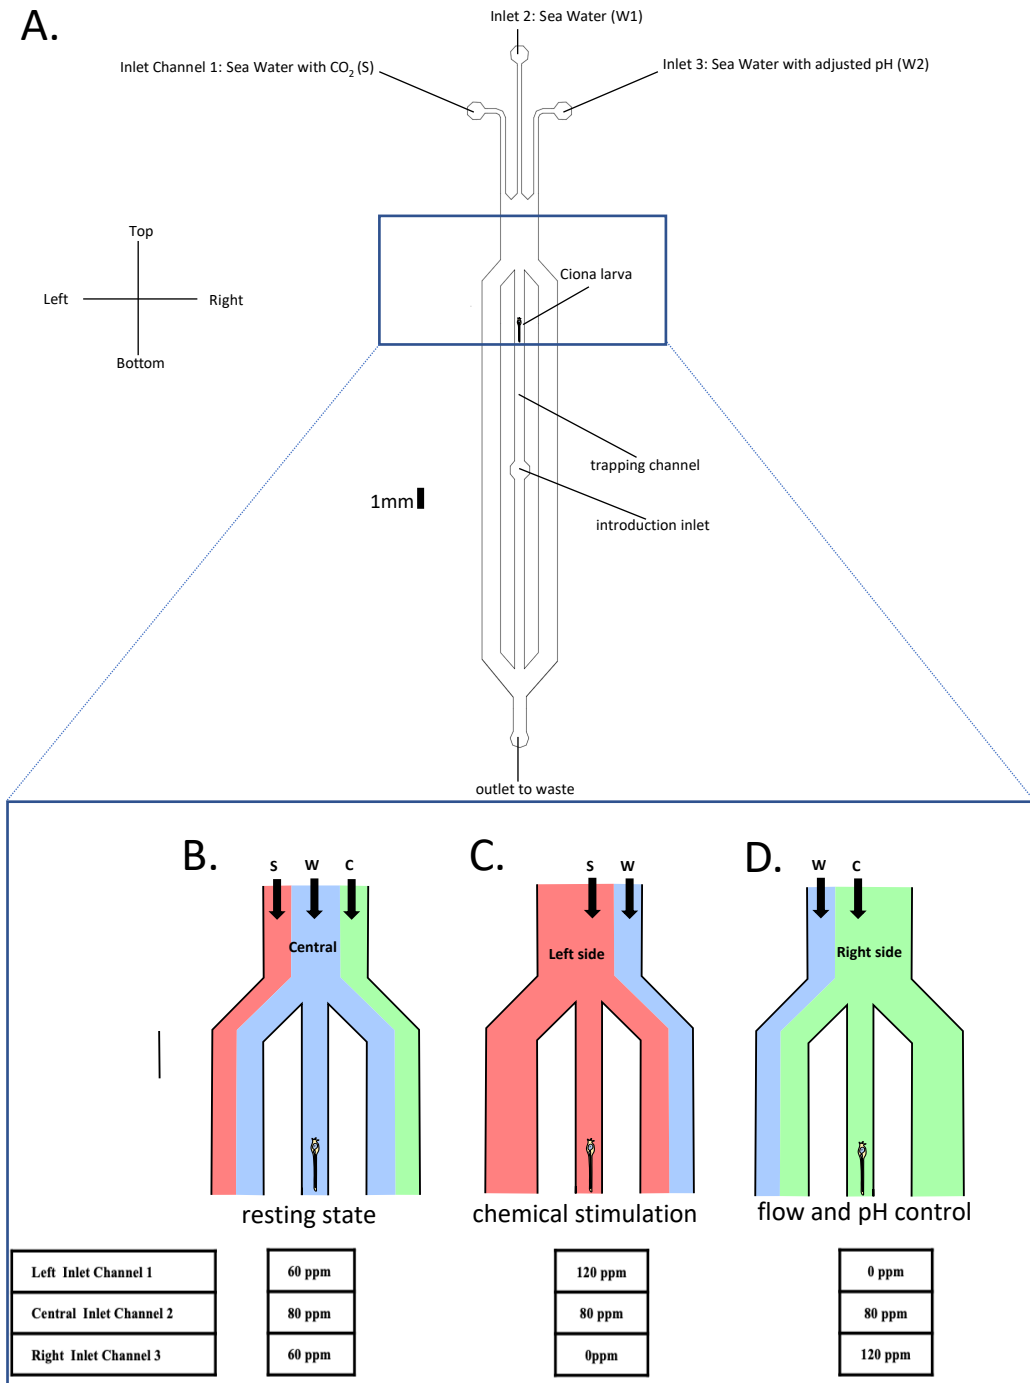 A.
Inlet 2: Sea Water (W1)
Inlet Channel 1: Sea Water with CO2 (S)
Inlet 3: Sea Water with adjusted pH (W2)
Top
Left
Right
Bottom
Ciona larva
trapping channel
1mm
introduction inlet
outlet to waste
B.
S W C
Central
resting state
C.
S W
Left side
chemical stimulation
D.
W C
Right side
flow and pH control
Left Inlet Channel 1 60 ppm 120 ppm 0 ppm
Central Inlet Channel 2 80 ppm 80 ppm 80 ppm
Right Inlet Channel 3 60 ppm 0ppm 120 ppm